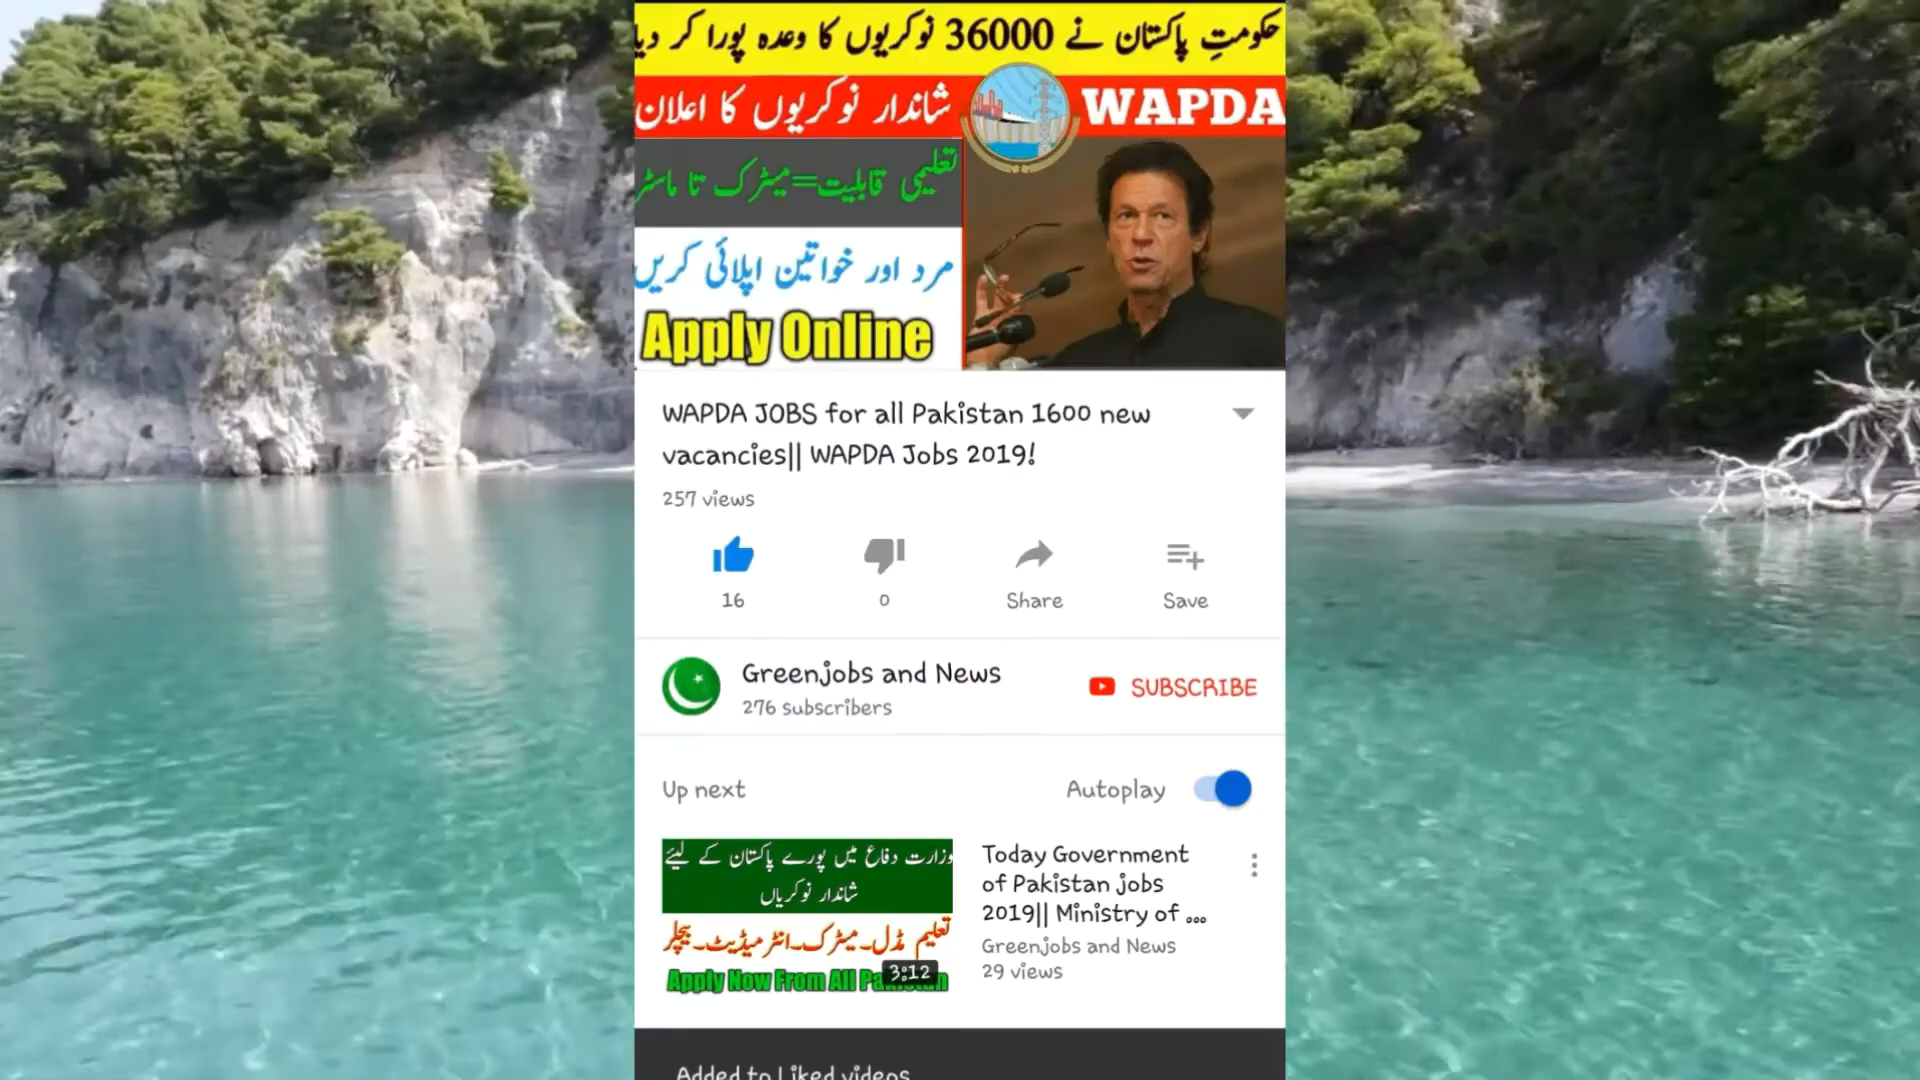 حکومتِ پاکستان نے 36000 نوکریوں کا وعدہ پورا کر دیا
شاندار نوکریوں کا اعلان
WAPDA
تعلیمی قابلیت=میٹرک تا ماسٹر
مرد اور خواتین اپلائی کریں
Apply Online
WAPDA JOBS for all Pakistan 1600 new
vacancies|| WAPDA Jobs 2019!
257 views
16
0
Share
Save
Greenjobs and News
276 subscribers
SUBSCRIBE
Up next
Autoplay
وزارت دفاع میں پورے پاکستان کے لیئے
شاندار نوکریاں
تعلیم مڈل۔میٹرک۔انٹرمیڈیٹ۔بیچلر
Apply Now From All
3:12
Today Government
of Pakistan jobs
2019|| Ministry of ...
Greenjobs and News
29 views
Added to Liked videos